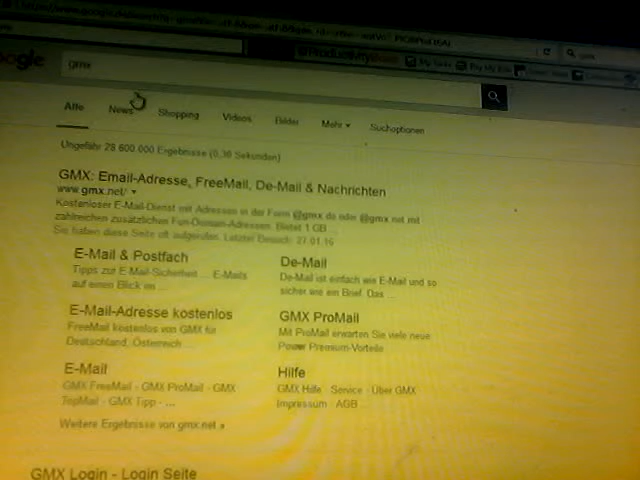 gmx
Alle News Shopping Videos Bilder Mehr Suchoptionen
Ungefähr 28.600.000 Ergebnisse (0,36 Sekunden)
GMX: Email-Adresse, FreeMail, De-Mail & Nachrichten
www.gmx.net/
Kostenloser E-Mail-Dienst mit Adressen in der Form @gmx.de oder @gmx.net mit
zahlreichen zusätzlichen Fun-Domain-Adressen. Bietet 1 GB ...
Sie haben diese Seite oft aufgerufen. Letzter Besuch: 27.01.16
E-Mail & Postfach
Tipps zur E-Mail-Sicherheit ... E-Mails
auf einen Blick im ...
De-Mail
De-Mail ist einfach wie E-Mail und so
sicher wie ein Brief. Das ...
E-Mail-Adresse kostenlos
FreeMail kostenlos von GMX für
Deutschland, Österreich ...
GMX ProMail
Mit ProMail erwarten Sie viele neue
Power Premium-Vorteile
E-Mail
GMX FreeMail - GMX ProMail - GMX
TopMail - GMX Tipp - ...
Hilfe
GMX Hilfe · Service · Über GMX
Impressum · AGB ...
Weitere Ergebnisse von gmx.net »
GMX Login - Login Seite